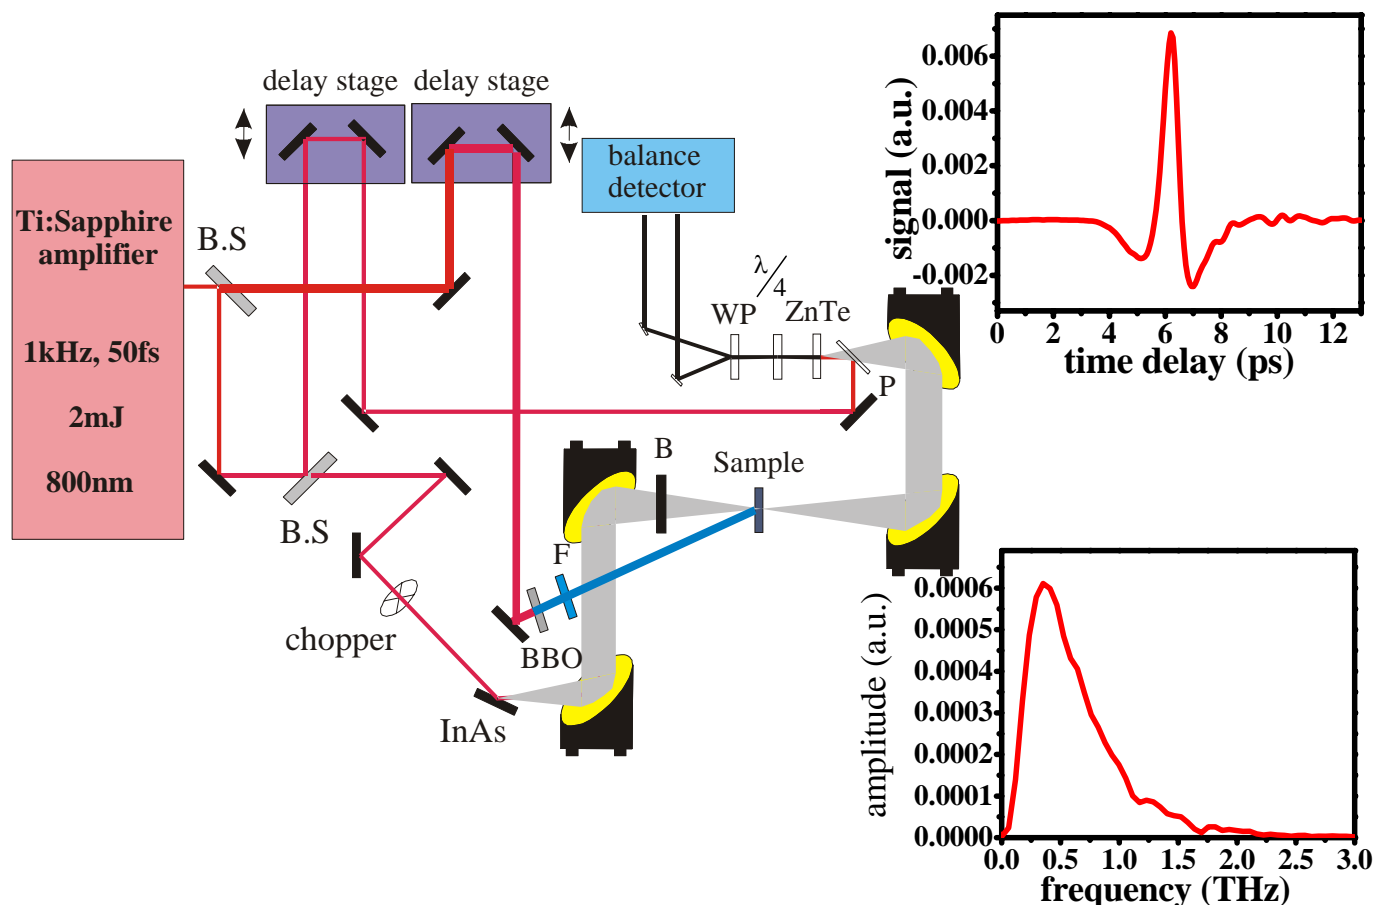 delay stage
delay stage
balance
detector
Ti:Sapphire
amplifier
1kHz, 50fs
2mJ
800nm
B.S
λ/4
WP
ZnTe
P
B
Sample
B.S
F
chopper
BBO
InAs
signal (a.u.)
0.006
0.004
0.002
0.000
-0.002
0 2 4 6 8 10 12
time delay (ps)
amplitude (a.u.)
0.0006
0.0005
0.0004
0.0003
0.0002
0.0001
0.00000
0.0 0.5 1.0 1.5 2.0 2.5 3.0
frequency (THz)